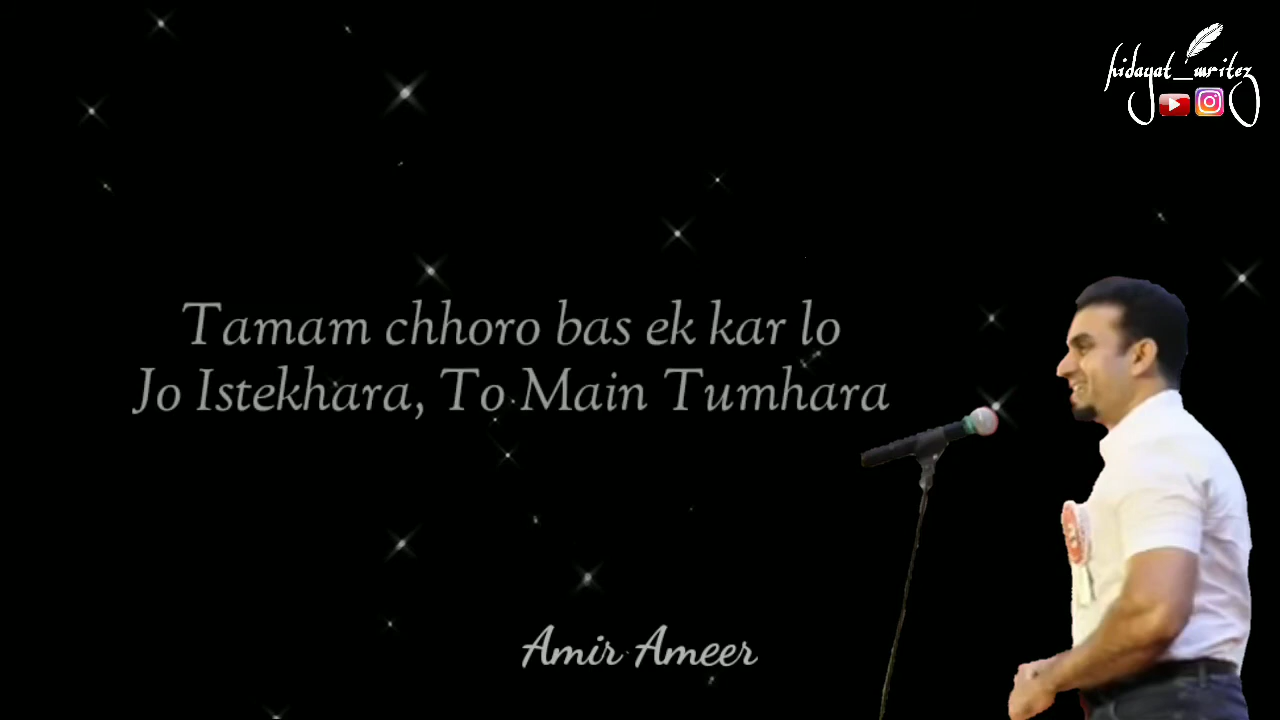 hidayat_writez
Tamam chhoro bas ek kar lo
Jo Istekhara, To Main Tumhara
Amir Ameer